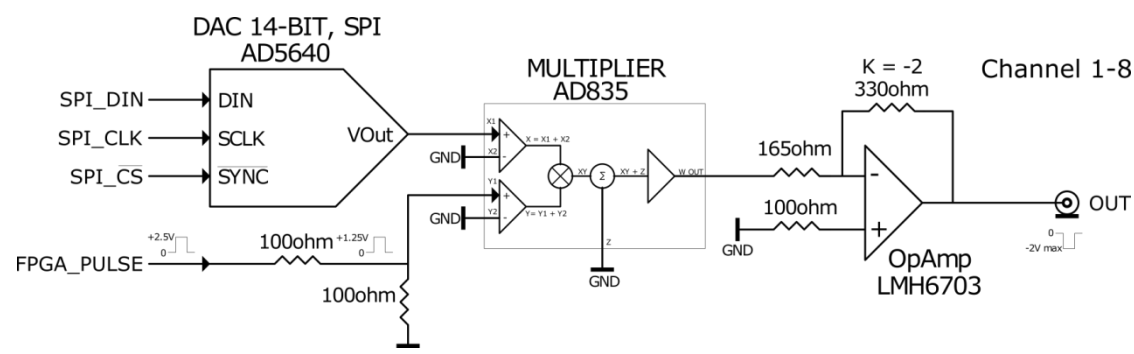 DAC 14-BIT, SPI
AD5640
SPI_DIN
SPI_CLK
SPI_CS
DIN
SCLK
SYNC
VOut
MULTIPLIER
AD835
X1
X2
GND
X = X1 + X2
Y1
Y2
GND
Y= Y1 + Y2
XY
Σ
XY + Z
W OUT
Z
GND
K = -2
330ohm
Channel 1-8
165ohm
100ohm
GND
-
+
OpAmp
LMH6703
OUT
0
-2V max
+2.5V
0
FPGA_PULSE
100ohm
+1.25V
0
100ohm